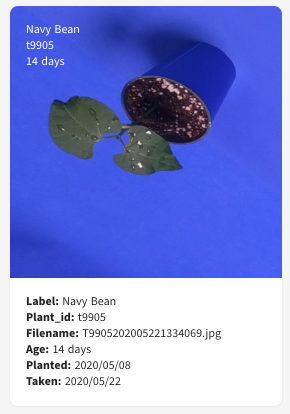 Navy Bean
t9905
14 days
Label: Navy Bean
Plant_id: t9905
Filename: T9905202005221334069.jpg
Age: 14 days
Planted: 2020/05/08
Taken: 2020/05/22